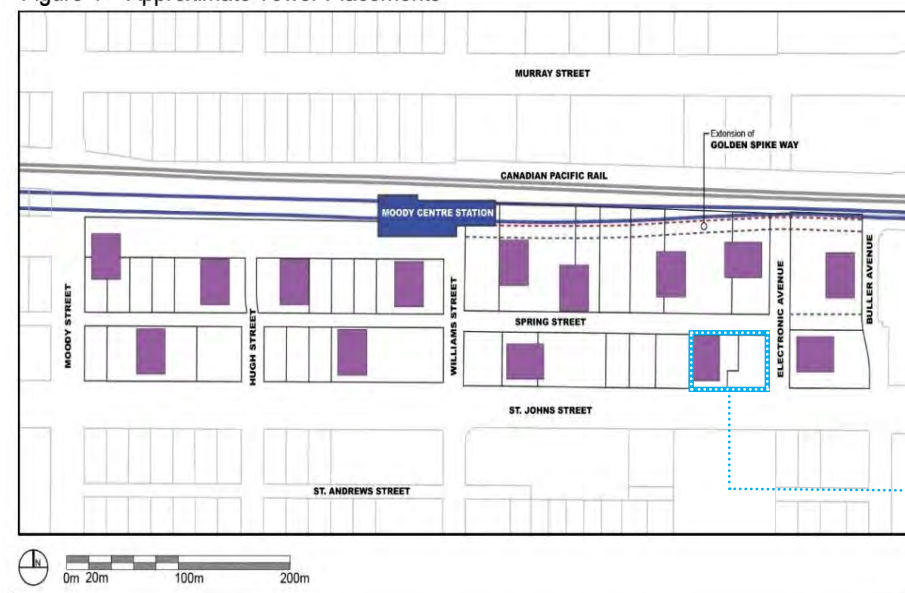 Figure 1 - Approximate Tower Placements
MURRAY STREET
Extension of
GOLDEN SPIKE WAY
CANADIAN PACIFIC RAIL
MOODY CENTRE STATION
MOODY STREET
HUGH STREET
WILLIAMS STREET
SPRING STREET
ELECTRONIC AVENUE
BULLER AVENUE
ST. JOHNS STREET
ST. ANDREWS STREET
N
0m 20m 100m 200m